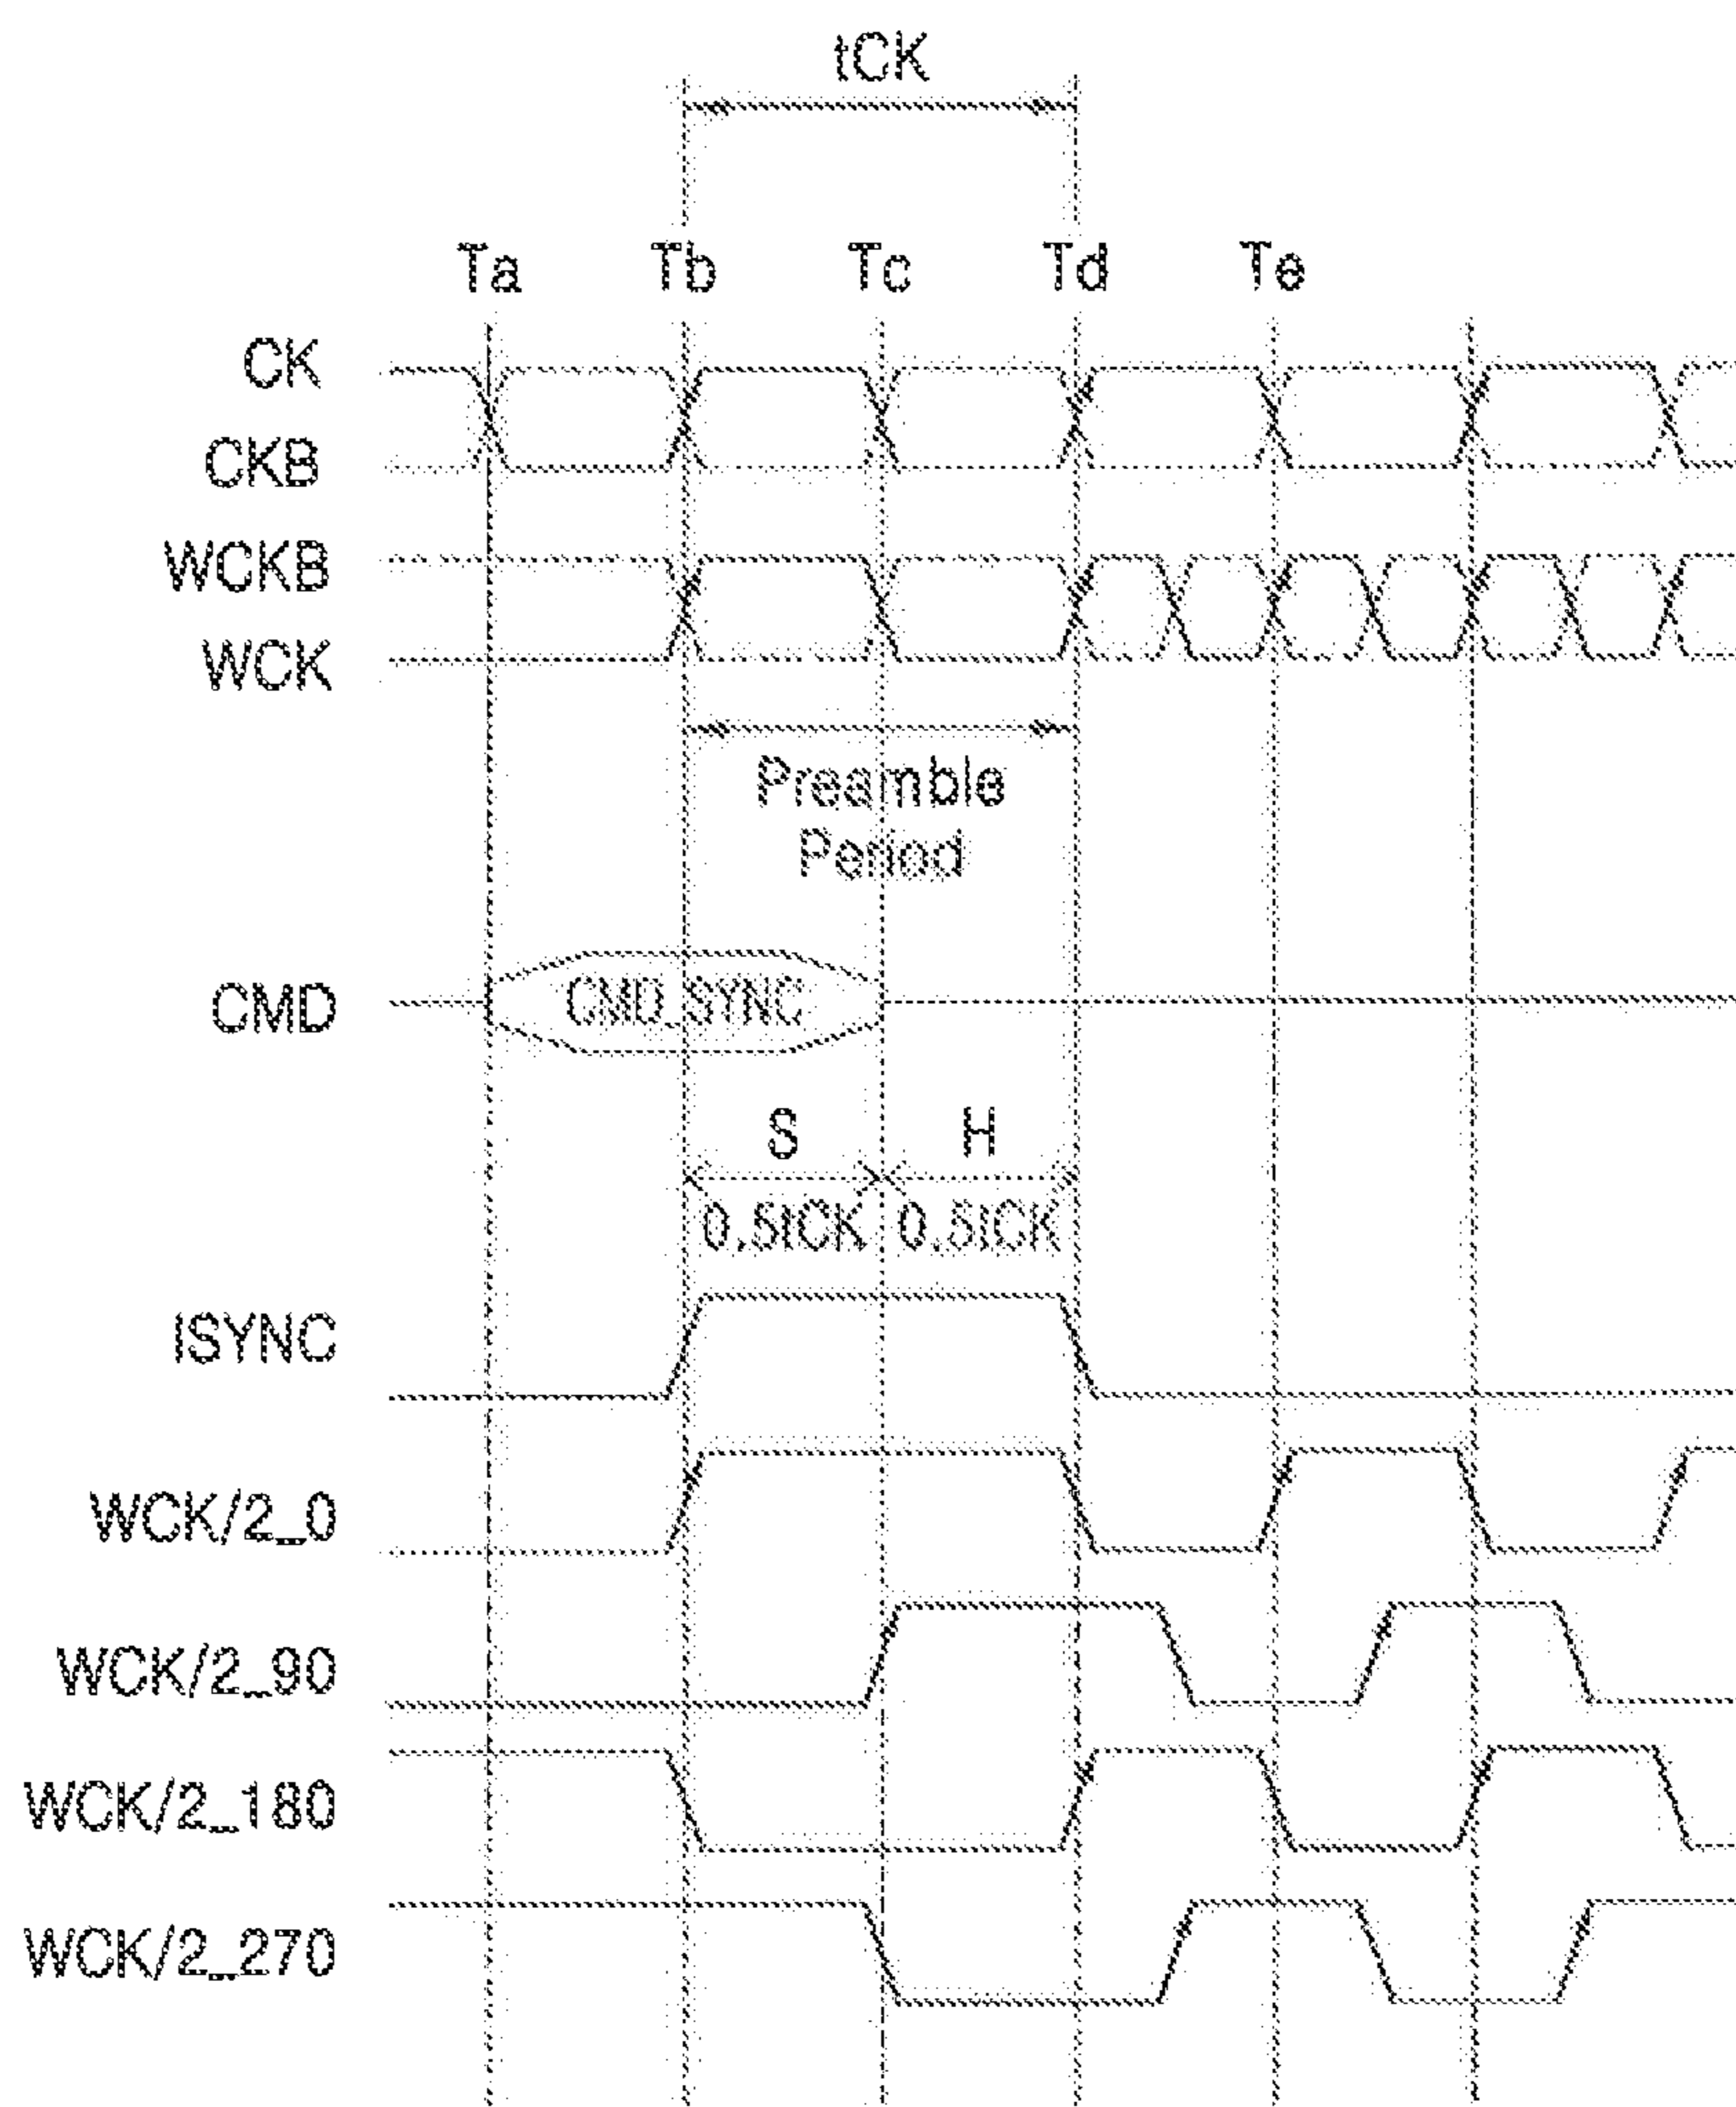 tCK
Ta Tb Tc Td Te
CK
CKB
WCKB
WCK
Preamble
Period
CMD CMD_SYNC
S H
0.5tCK 0.5tCK
ISYNC
WCK/2_0
WCK/2_90
WCK/2_180
WCK/2_270